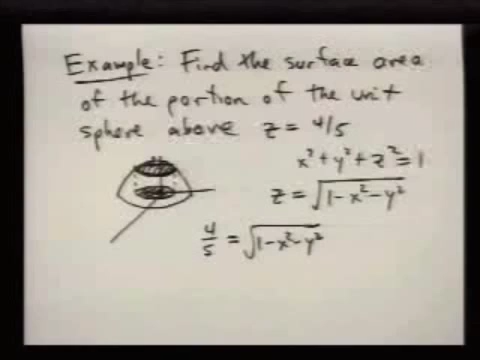 Example: Find the surface area
of the portion of the unit
sphere above z = 4/5
x² + y² + z² = 1
z = √(1-x²-y²)
4/5 = √(1-x²-y²)